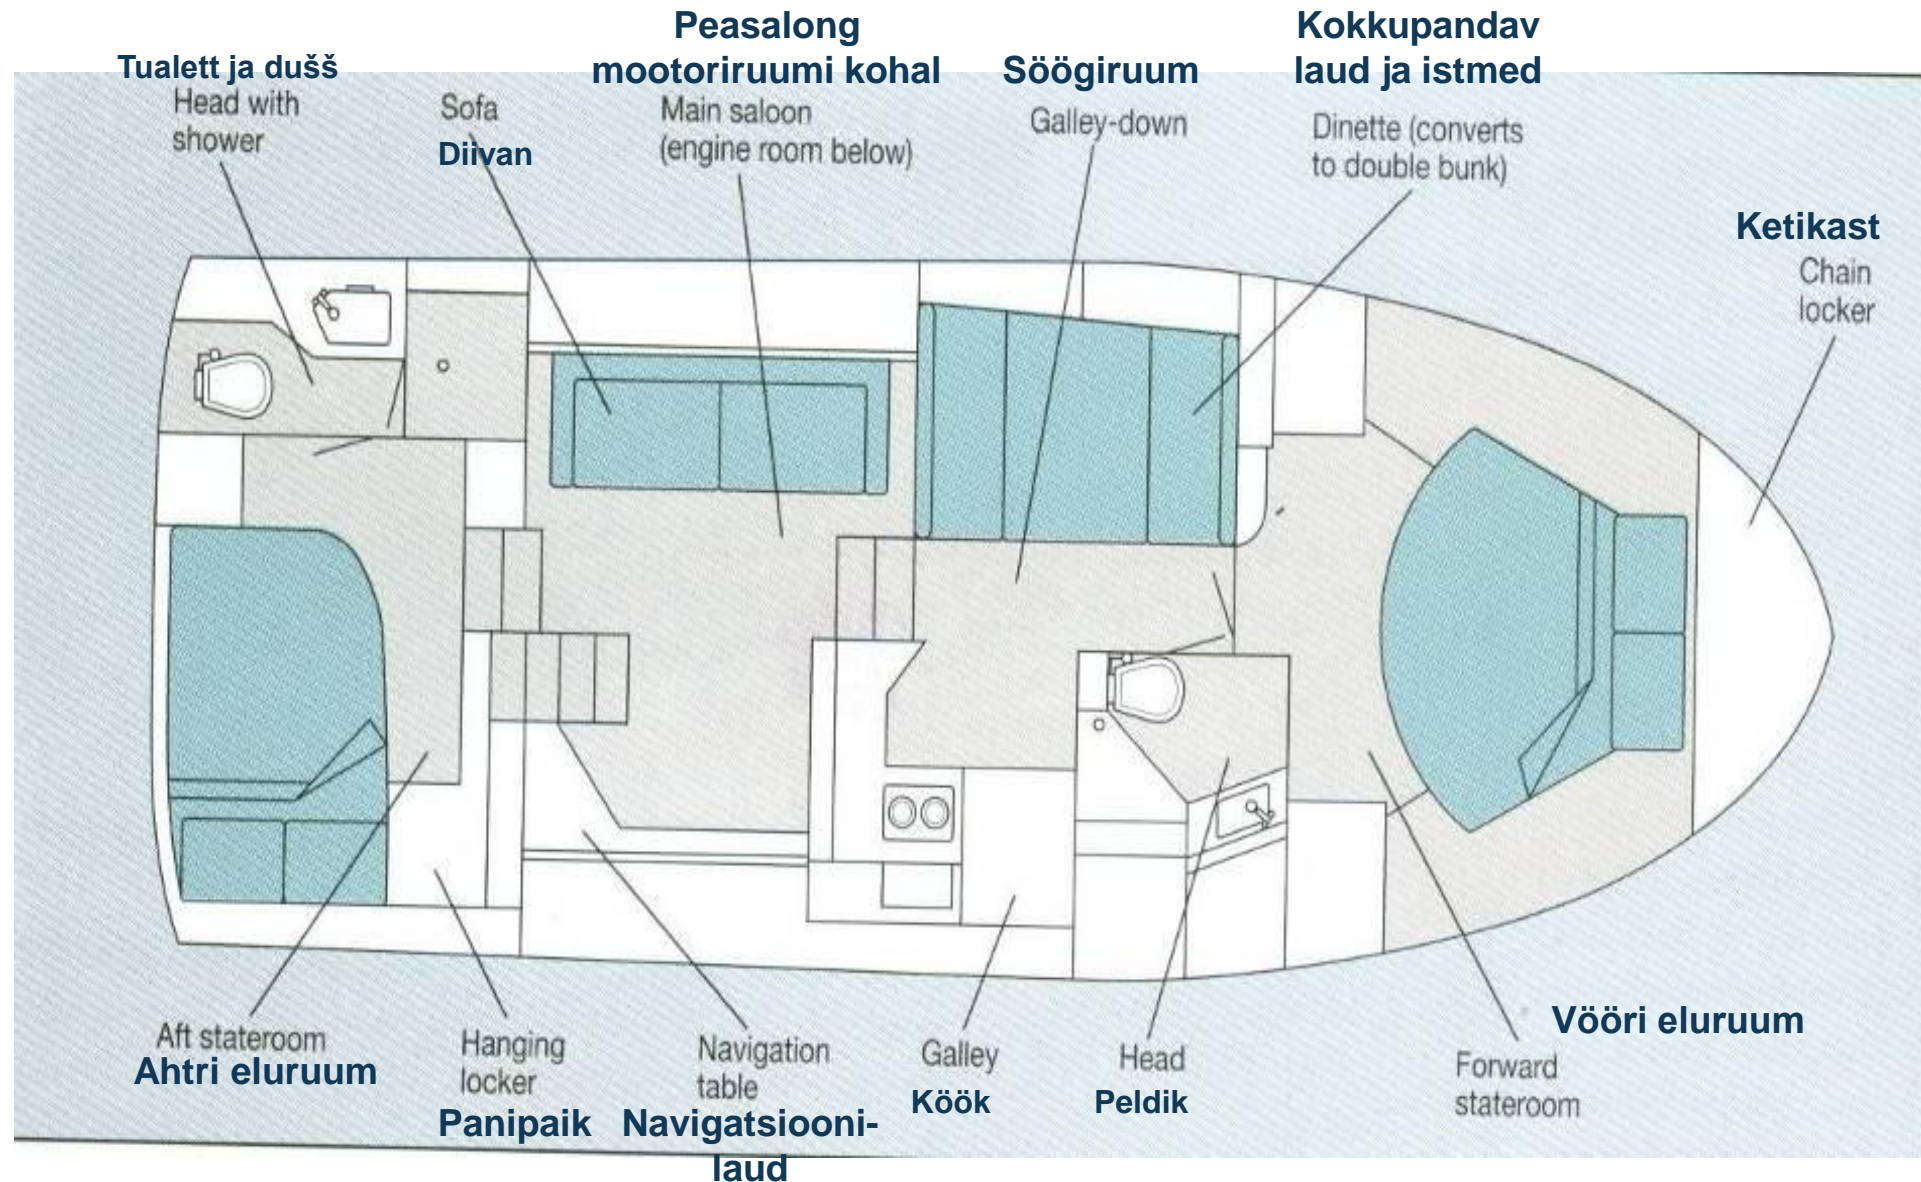 Peasalong
mootoriruumi kohal
Kokkupandav
laud ja istmed
Tualett ja dušš
Söögiruum
Head with
shower
Sofa
Diivan
Main saloon
(engine room below)
Galley-down
Dinette (converts
to double bunk)
Ketikast
Chain
locker
Aft stateroom
Ahtri eluruum
Hanging
locker
Panipaik
Navigation
table
Navigatsiooni-
laud
Galley
Köök
Head
Peldik
Vööri eluruum
Forward
stateroom